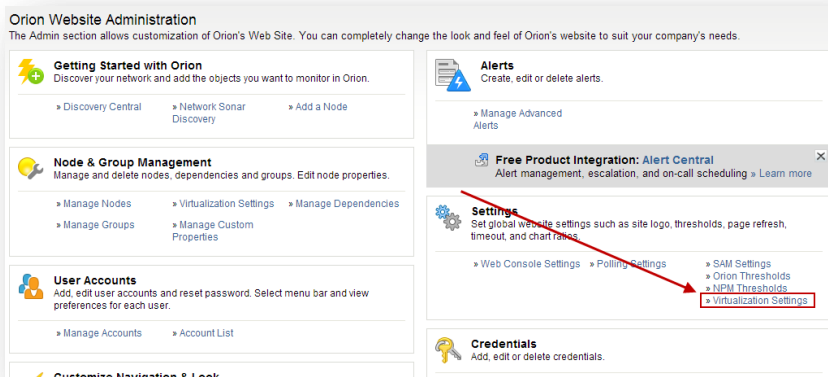 Orion Website Administration
The Admin section allows customization of Orion's Web Site. You can completely change the look and feel of Orion's website to suit your company's needs.
Getting Started with Orion
Discover your network and add the objects you want to monitor in Orion.
» Discovery Central
» Network Sonar
Discovery
» Add a Node
Node & Group Management
Manage and delete nodes, dependencies and groups. Edit node properties.
» Manage Nodes
» Virtualization Settings
» Manage Dependencies
» Manage Groups
» Manage Custom
Properties
User Accounts
Add, edit user accounts and reset password. Select menu bar and view
preferences for each user.
» Manage Accounts
» Account List
Customize Navigation & Look
Alerts
Create, edit or delete alerts.
» Manage Advanced
Alerts
Free Product Integration: Alert Central
Alert management, escalation, and on-call scheduling » Learn more
Settings
Set global website settings such as site logo, thresholds, page refresh,
timeout, and chart ratios.
» Web Console Settings
» Polling Settings
» SAM Settings
» Orion Thresholds
» NPM Thresholds
» Virtualization Settings
Credentials
Add, edit or delete credentials.